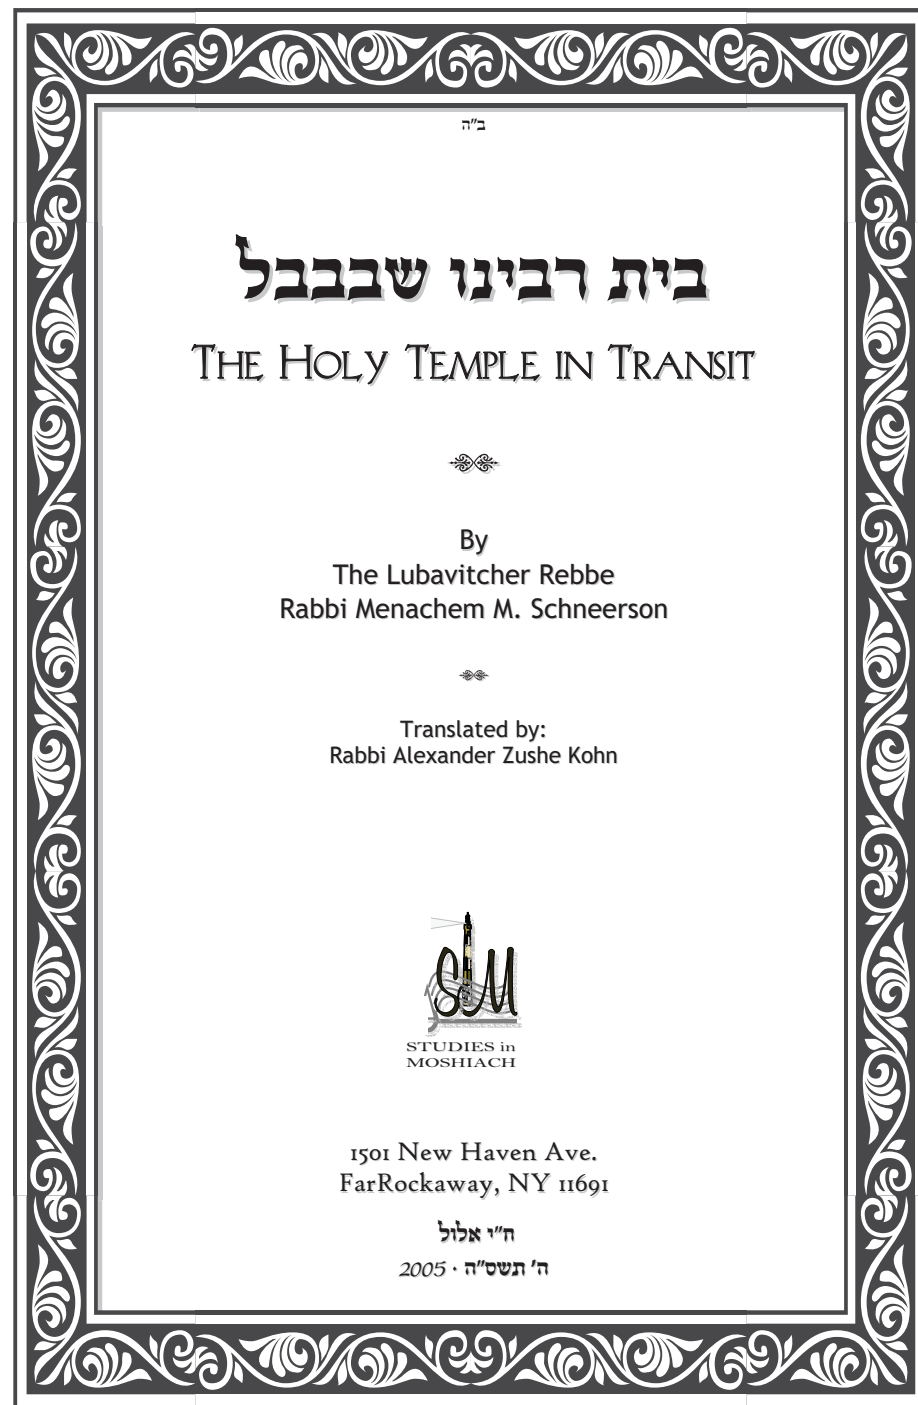 ב"ה
בית רבינו שבבבל
The Holy Temple in Transit
By
The Lubavitcher Rebbe
Rabbi Menachem M. Schneerson
Translated by:
Rabbi Alexander Zushe Kohn
SIM
STUDIES in
MOSHIACH
1501 New Haven Ave.
FarRockaway, NY 11691
ח"י אלול
ה' תשס"ה · 2005